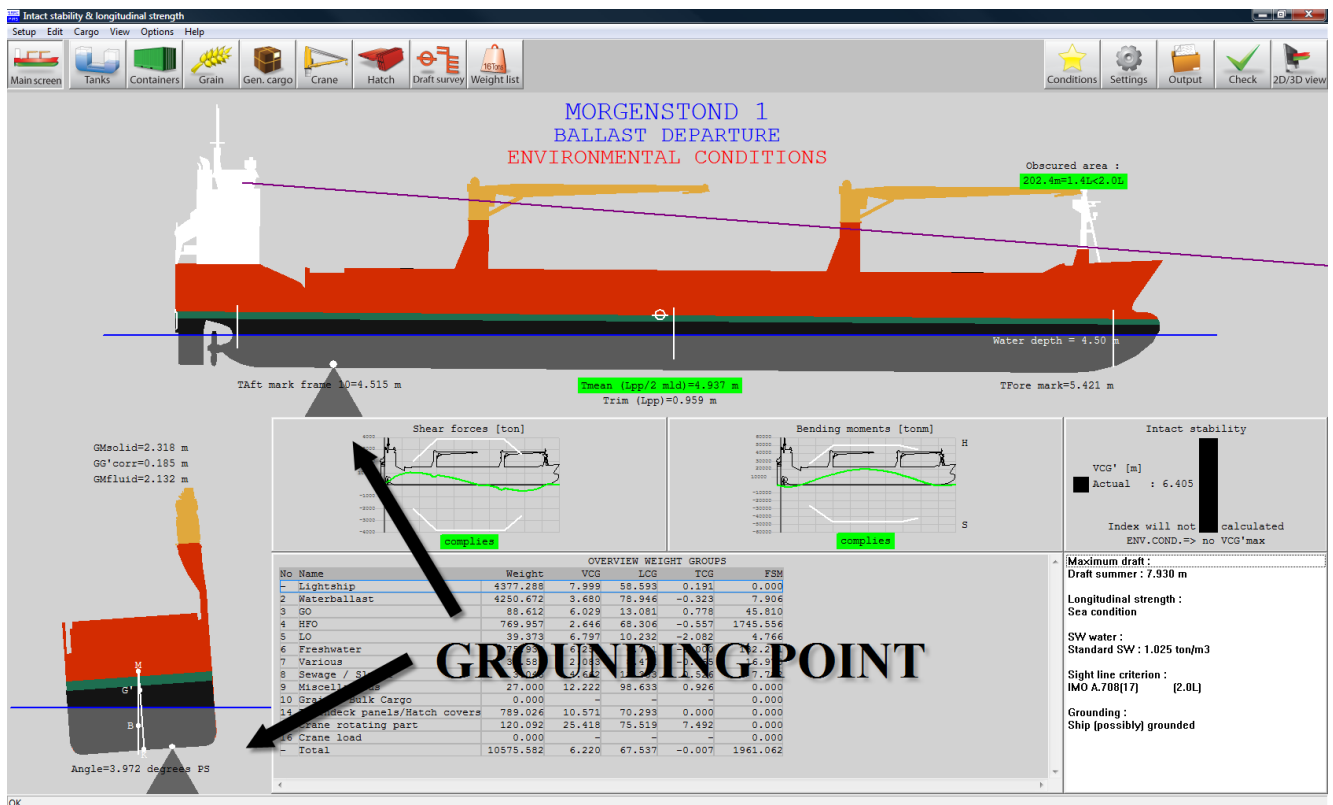 Intact stability & longitudinal strength
Setup Edit Cargo View Options Help
Main screen Tanks Containers Grain Gen. cargo Crane Hatch Draft survey 16Tons Weight list Conditions Settings Output Check 2D/3D view
MORGENSTOND 1
BALLAST DEPARTURE
ENVIRONMENTAL CONDITIONS
Obscured area :
202.4m=1.4L<2.0L
Water depth = 4.50 m
TAft mark frame 10=4.515 m
Tmean (Lpp/2 mld)=4.937 m
TFore mark=5.421 m
Trim (Lpp)=0.959 m
GMsolid=2.318 m
GG'corr=0.185 m
GMfluid=2.132 m
M
G'
B
Angle=3.972 degrees PS
Shear forces [ton]
complies
Bending moments [tonm]
H
S
complies
Intact stability
VCG' [m]
Actual : 6.405
Index will not calculated
ENV.COND.=> no VCG'max
OVERVIEW WEIGHT GROUPS
No Name Weight VCG LCG TCG FSM
- Lightship 4377.288 7.999 58.593 0.191 0.000
2 Waterballast 4250.672 3.680 78.946 -0.323 7.906
3 GO 88.612 6.029 13.081 0.778 45.810
4 HFO 769.957 2.646 68.306 -0.557 1745.556
5 LO 39.373 6.797 10.232 -2.082 4.766
6 Freshwater
7 Various
8 Sewage /
9 27.000 12.222 98.633 0.926 0.000
10 Bulk Cargo 0.000 - - - 0.000
14 panels/Hatch covers 789.026 10.571 70.293 0.000 0.000
rotating part 120.092 25.418 75.519 7.492 0.000
16 Crane load 0.000 - - - 0.000
- Total 10575.582 6.220 67.537 -0.007 1961.062
GROUNDING POINT
Maximum draft :
Draft summer : 7.930 m
Longitudinal strength :
Sea condition
SW water :
Standard SW : 1.025 ton/m3
Sight line criterion :
IMO A.708(17) (2.0L)
Grounding :
Ship (possibly) grounded
OK